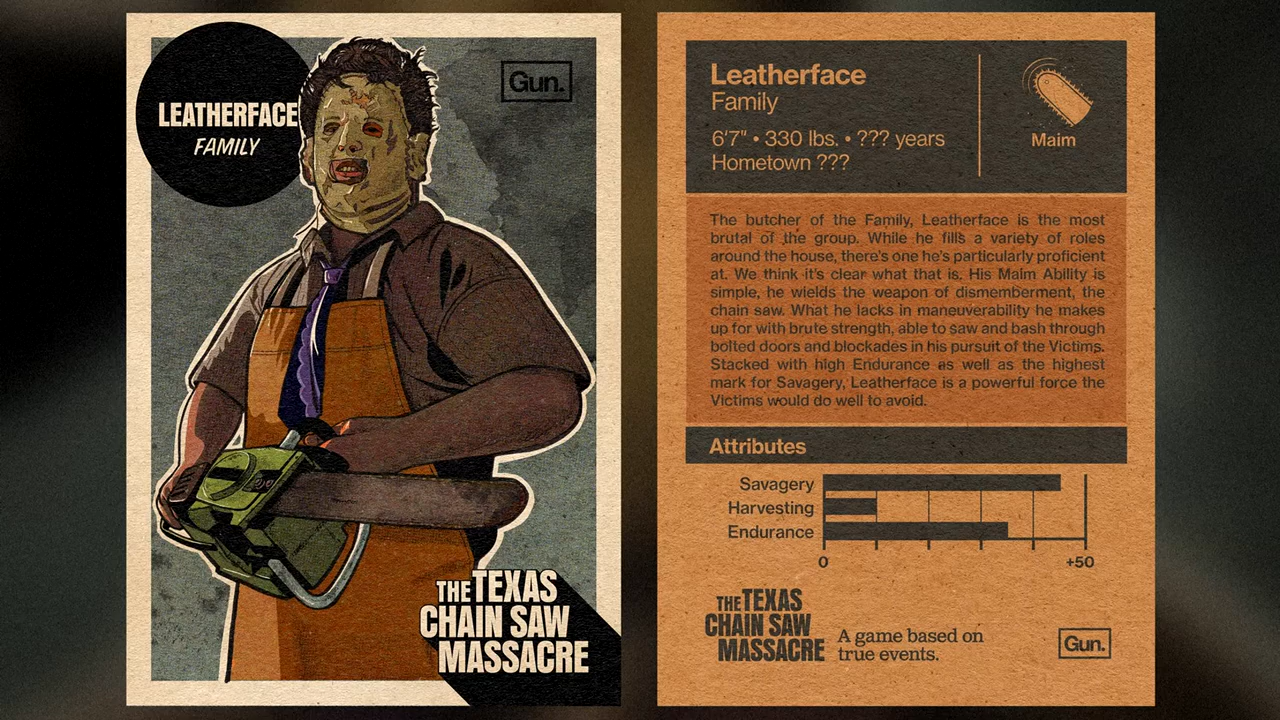 LEATHERFACE
FAMILY
Gun.
THE TEXAS
CHAIN SAW
MASSACRE
Leatherface
Family
6'7" • 330 lbs. • ??? years
Hometown ???
Maim
The butcher of the Family, Leatherface is the most
brutal of the group. While he fills a variety of roles
around the house, there's one he's particularly proficient
at. We think it's clear what that is. His Maim Ability is
simple, he wields the weapon of dismemberment, the
chain saw. What he lacks in maneuverability he makes
up for with brute strength, able to saw and bash through
bolted doors and blockades in his pursuit of the Victims.
Stacked with high Endurance as well as the highest
mark for Savagery, Leatherface is a powerful force the
Victims would do well to avoid.
Attributes
Savagery
Harvesting
Endurance
0
+50
THE TEXAS
CHAIN SAW
MASSACRE
A game based on
true events.
Gun.